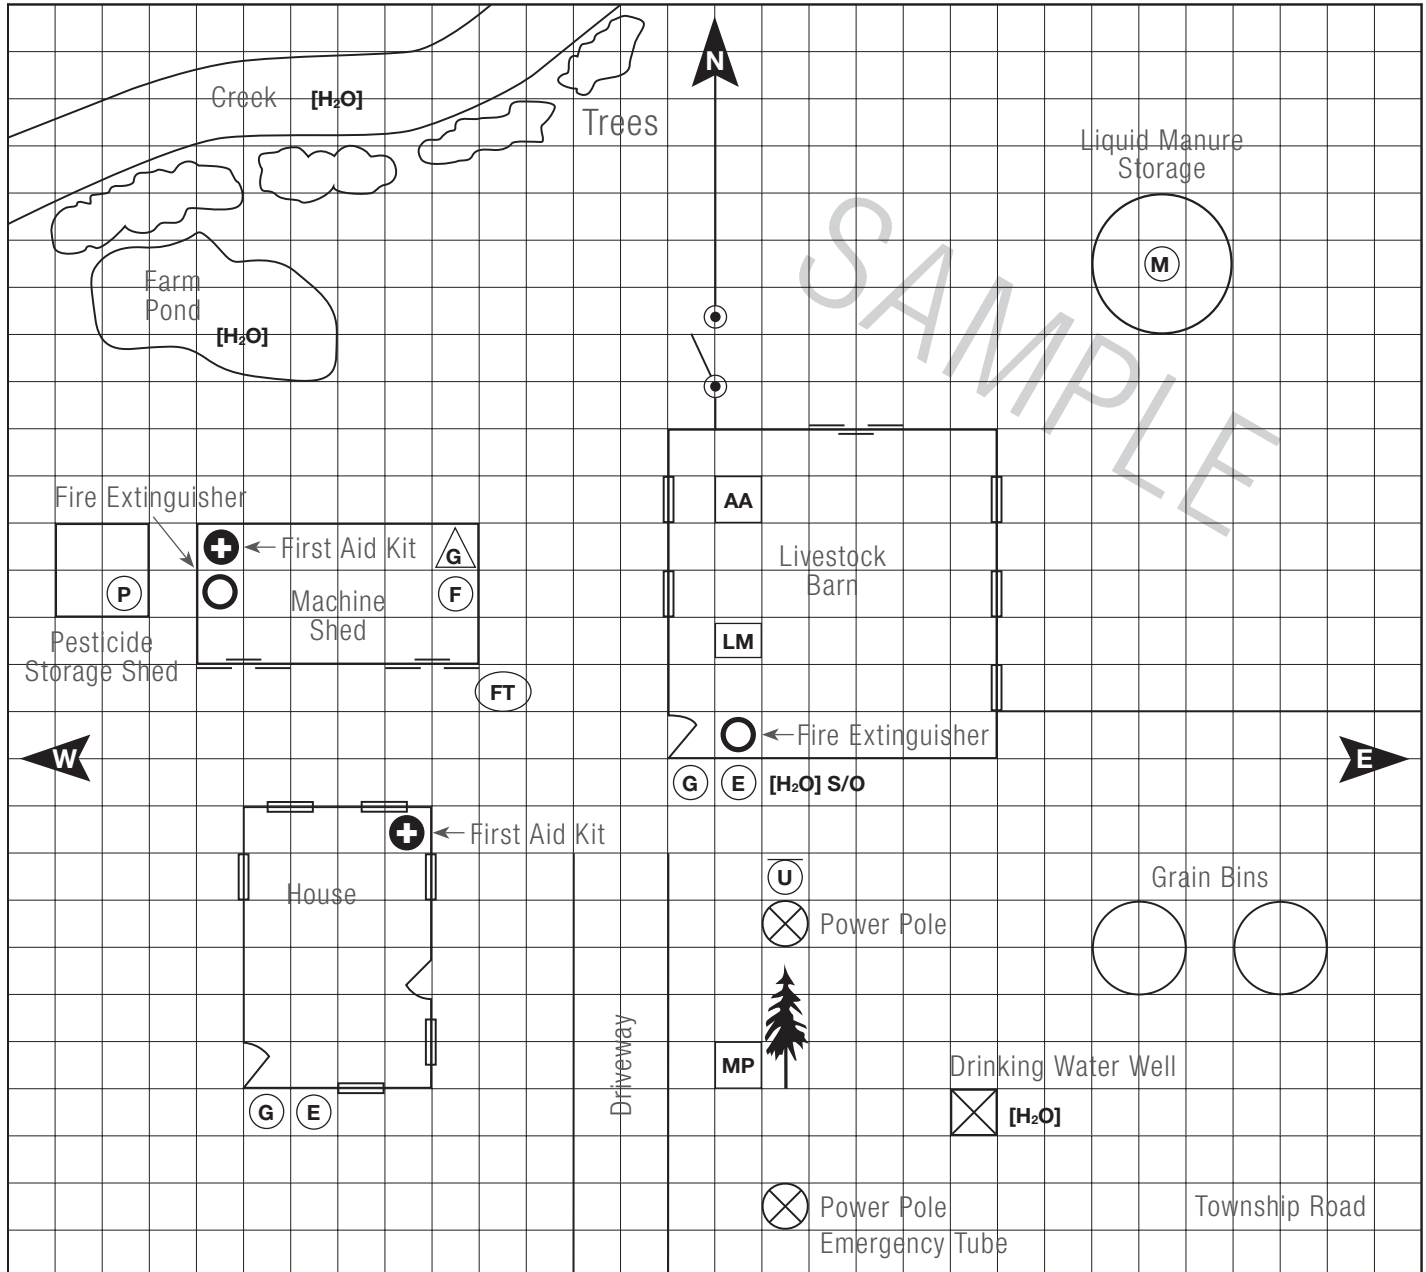 N
Creek [H₂O]
Trees
Liquid Manure
Storage
M
SAMPLE
Farm
Pond
[H₂O]
Fire Extinguisher
First Aid Kit
G
P
Machine
Shed
F
Pesticide
Storage Shed
FT
AA
Livestock
Barn
LM
Fire Extinguisher
W
E
G E [H₂O] S/O
First Aid Kit
House
U
Power Pole
Grain Bins
Driveway
MP
Drinking Water Well
[H₂O]
G E
Power Pole
Emergency Tube
Township Road